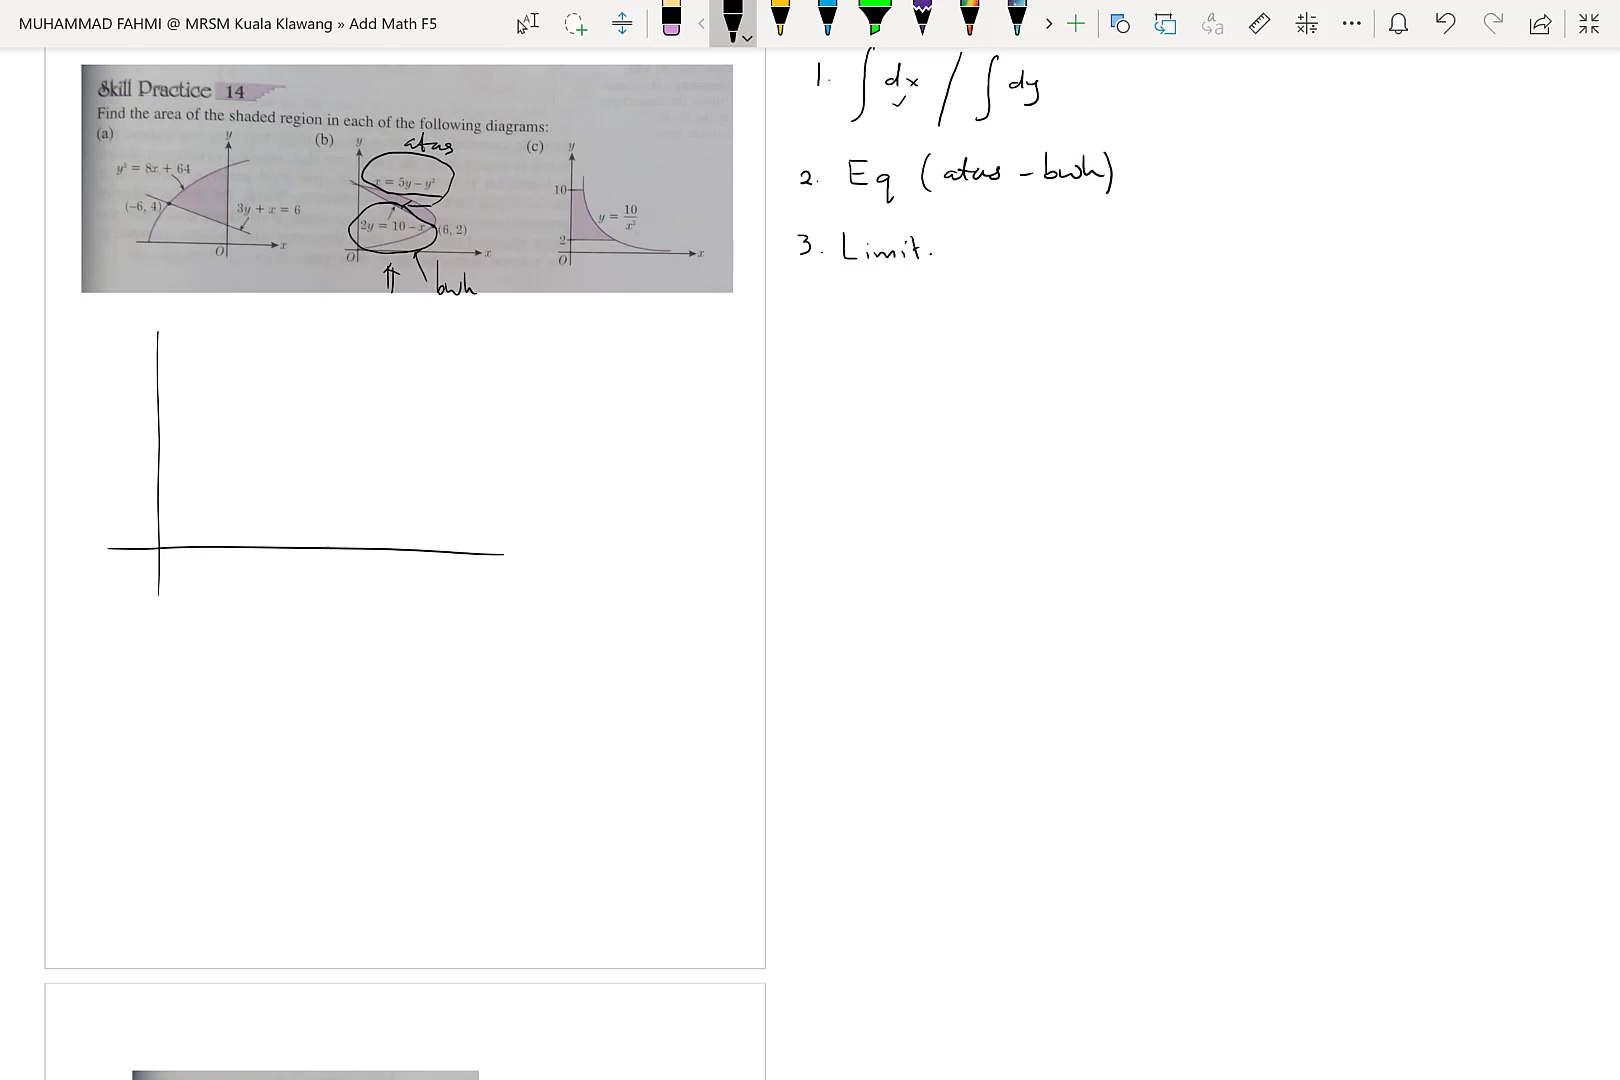 MUHAMMAD FAHMI @ MRSM Kuala Klawang » Add Math F5
Skill Practice 14
Find the area of the shaded region in each of the following diagrams:
(a)
y
y² = 8x + 64
(−6, 4)
3y + x = 6
O
x
(b)
y
atas
x = 5y − y²
2y = 10 − x
(6, 2)
O
x
⇑
bwh
(c)
y
10
y = 10/x²
2
O
x
1. ∫ dx / ∫ dy
2. Eq (atas − bwh)
3. Limit.